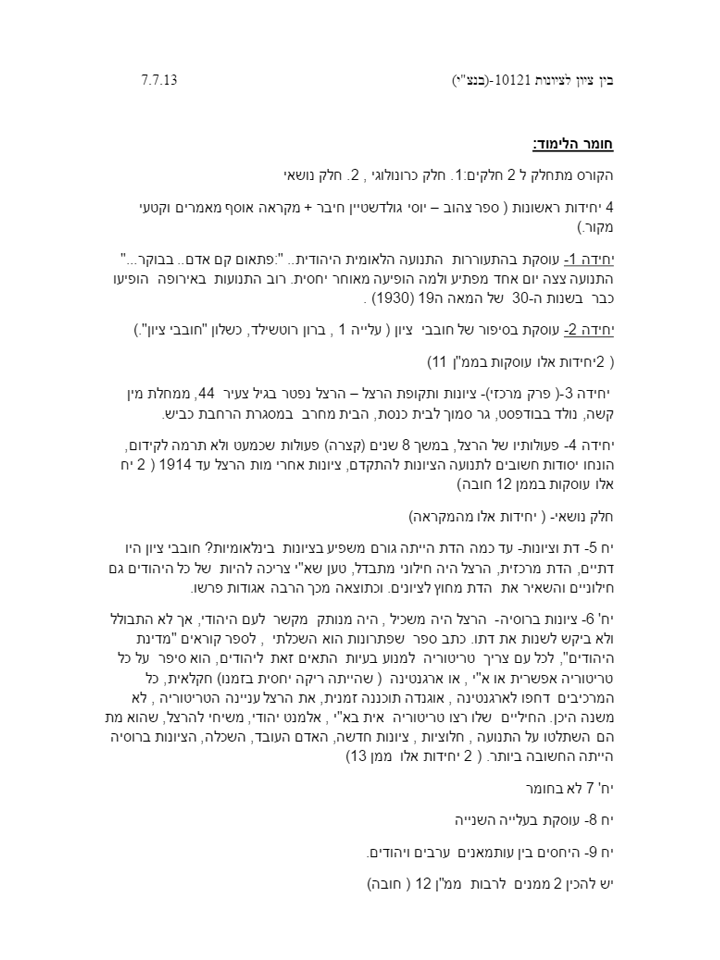 בין ציון לציונות 10121-(בנצ"י) 7.7.13
חומר הלימוד:
הקורס מתחלק ל 2 חלקים:1. חלק כרונולוגי , 2. חלק נושאי
4 יחידות ראשונות ( ספר צהוב – יוסי גולדשטיין חיבר + מקראה אוסף מאמרים וקטעי
מקור.)
יחידה 1- עוסקת בהתעוררות התנועה הלאומית היהודית.. ":פתאום קם אדם.. בבוקר..."
התנועה צצה יום אחד מפתיע ולמה הופיעה מאוחר יחסית. רוב התנועות באירופה הופיעו
כבר בשנות ה-30 של המאה ה19 (1930) .
יחידה 2- עוסקת בסיפור של חובבי ציון ( עלייה 1 , ברון רוטשילד, כשלון "חובבי ציון".)
( 2יחידות אלו עוסקות בממ"ן 11)
יחידה 3-( פרק מרכזי)- ציונות ותקופת הרצל – הרצל נפטר בגיל צעיר 44, ממחלת מין
קשה, נולד בבודפסט, גר סמוך לבית כנסת, הבית מחרב במסגרת הרחבת כביש.
יחידה 4- פעולותיו של הרצל, במשך 8 שנים (קצרה) פעולות שכמעט ולא תרמה לקידום,
הונחו יסודות חשובים לתנועה הציונות להתקדם, ציונות אחרי מות הרצל עד 1914 ( 2 יח
אלו עוסקות בממן 12 חובה)
חלק נושאי- ( יחידות אלו מהמקראה)
יח 5- דת וציונות- עד כמה הדת הייתה גורם משפיע בציונות בינלאומיות? חובבי ציון היו
דתיים, הדת מרכזית, הרצל היה חילוני מתבדל, טען שא"י צריכה להיות של כל היהודים גם
חילוניים והשאיר את הדת מחוץ לציונים. וכתוצאה מכך הרבה אגודות פרשו.
יח' 6- ציונות ברוסיה- הרצל היה משכיל , היה מנותק מקשר לעם היהודי, אך לא התבולל
ולא ביקש לשנות את דתו. כתב ספר שפתרונות הוא השכלתי , לספר קוראים "מדינת
היהודים", לכל עם צריך טריטוריה למנוע בעיות התאים זאת ליהודים, הוא סיפר על כל
טריטוריה אפשרית או א"י , או ארגנטינה ( שהייתה ריקה יחסית בזמנו) חקלאית, כל
המרכיבים דחפו לארגנטינה , אוגנדה תוכננה זמנית, את הרצל עניינה הטריטוריה , לא
משנה היכן. החיליים שלו רצו טריטוריה אית בא"י , אלמנט יהודי, משיחי להרצל, שהוא מת
הם השתלטו על התנועה , חלוציות , ציונות חדשה, האדם העובד, השכלה, הציונות ברוסיה
הייתה החשובה ביותר. ( 2 יחידות אלו ממן 13)
יח' 7 לא בחומר
יח 8- עוסקת בעלייה השנייה
יח 9- היחסים בין עותמאנים ערבים ויהודים.
יש להכין 2 ממנים לרבות ממ"ן 12 ( חובה)